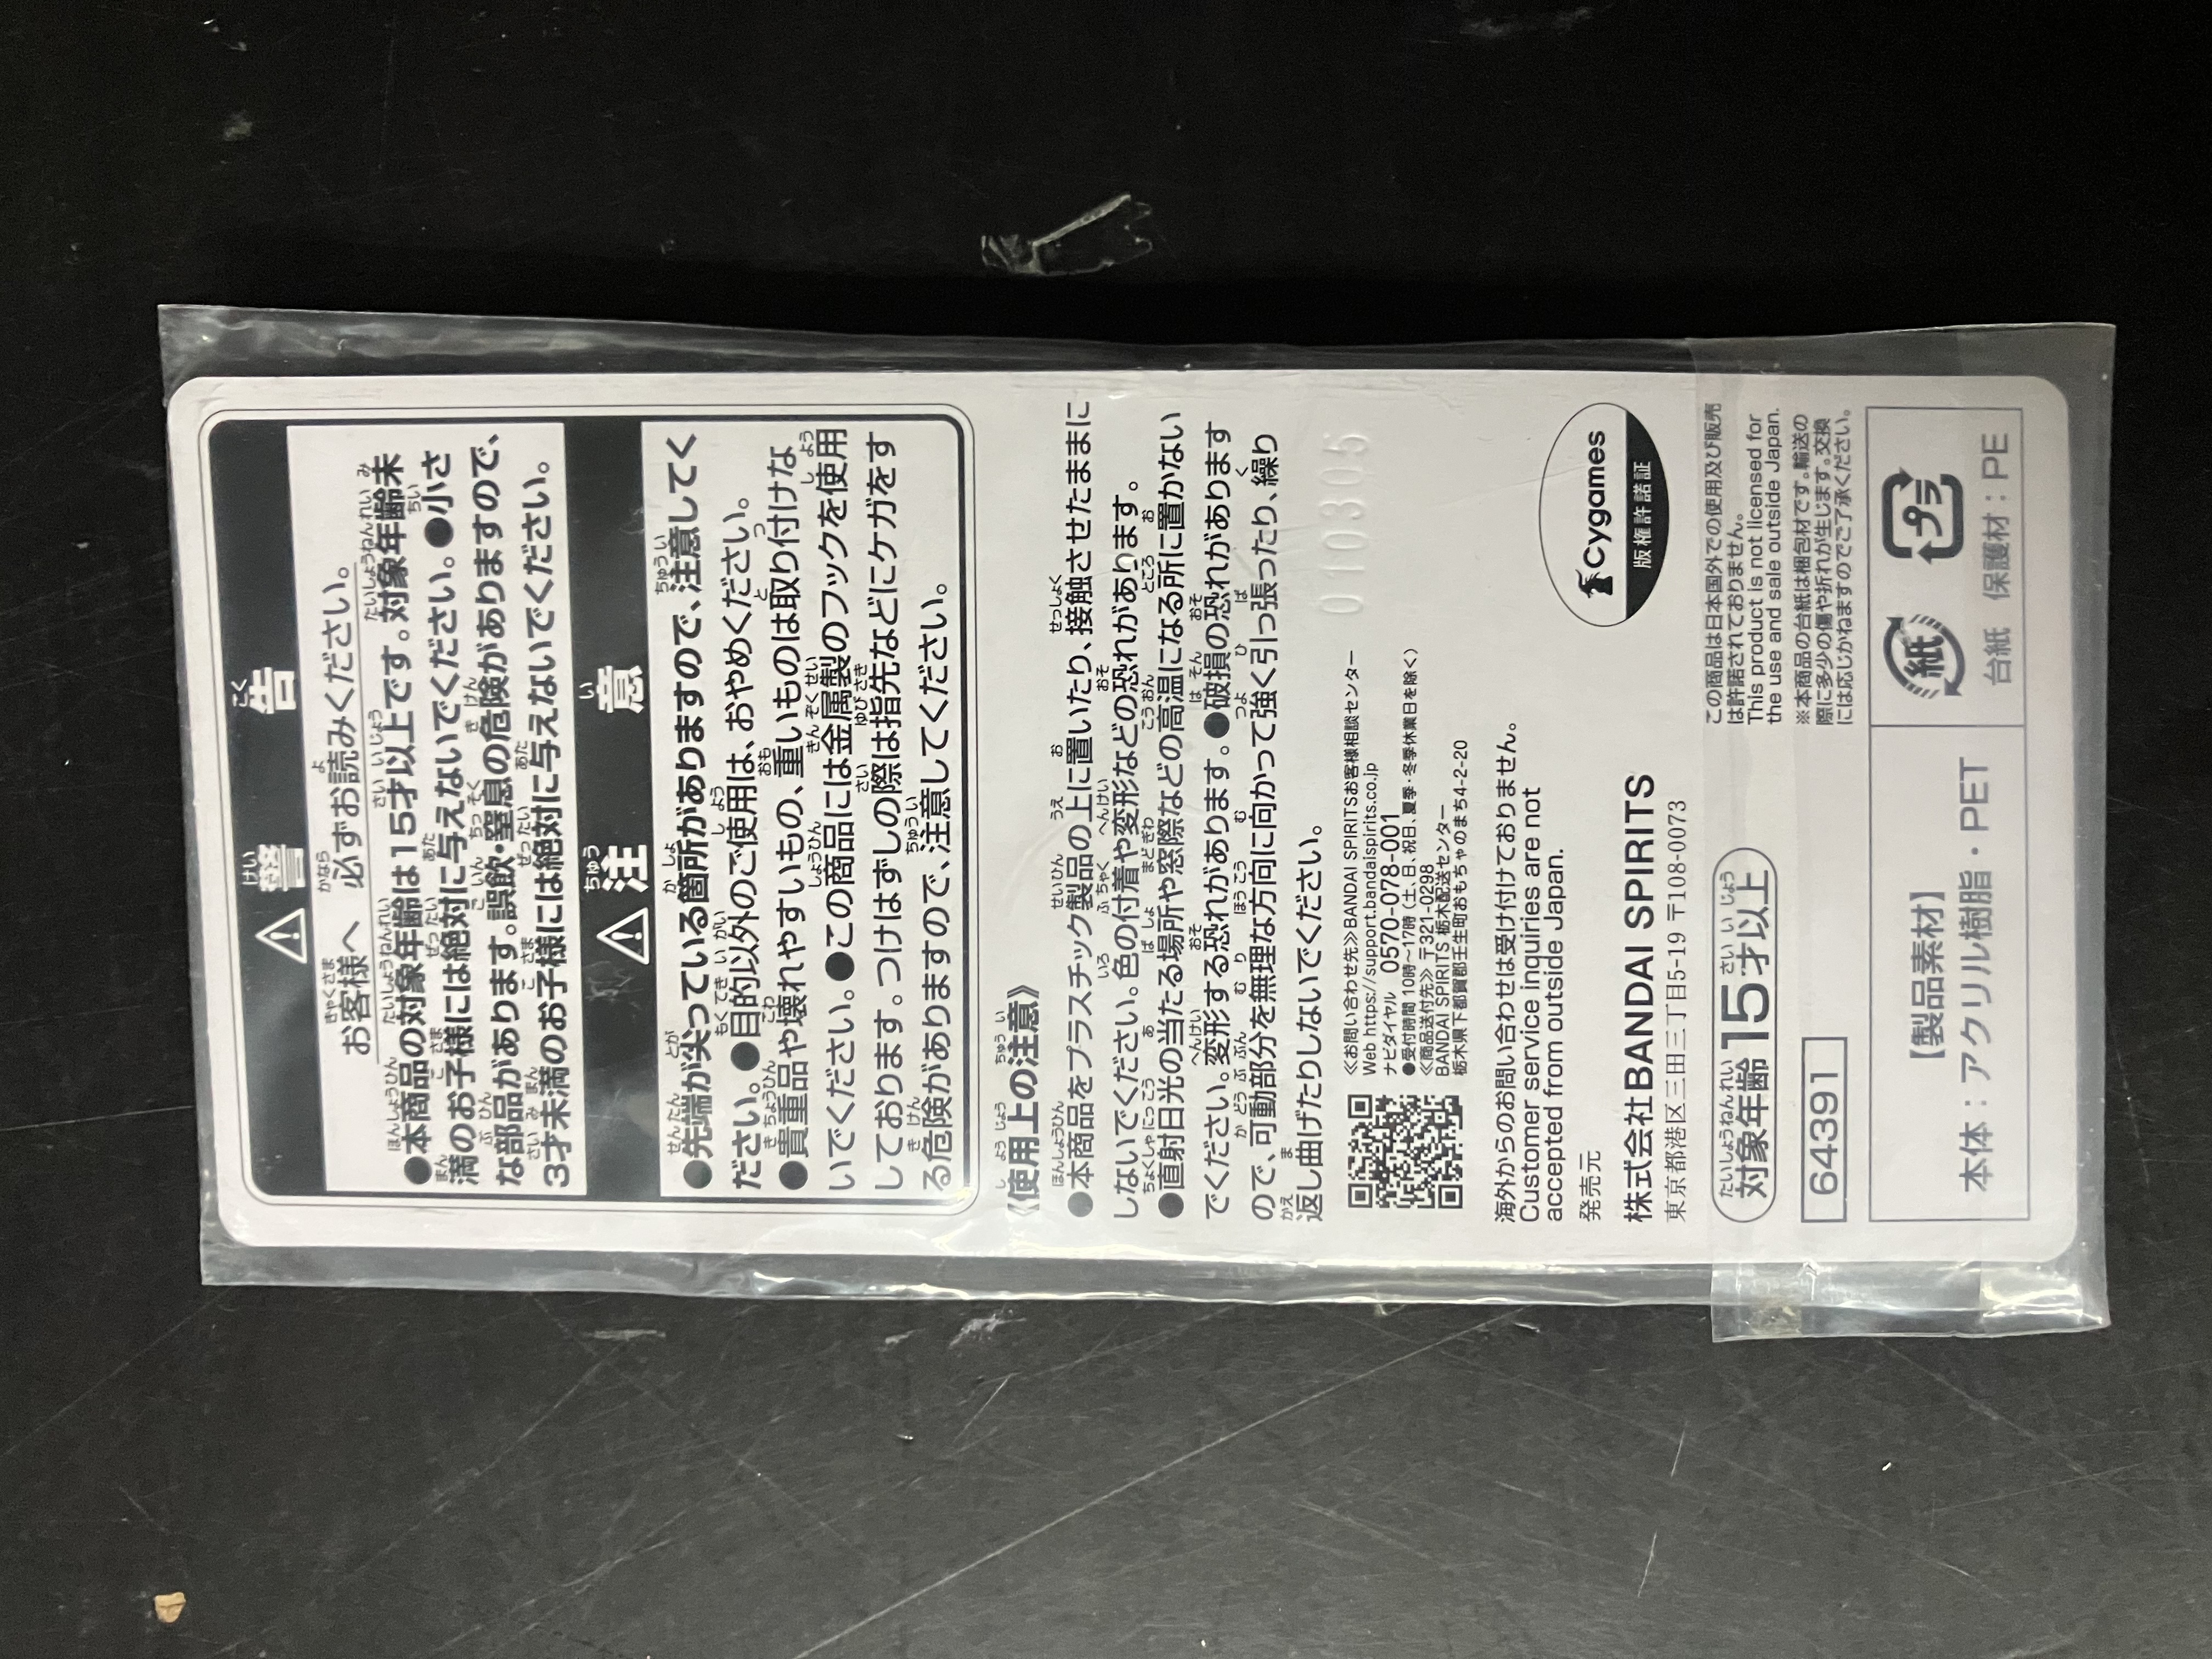 ⚠警告
お客様へ 必ずお読みください。
●本商品の対象年齢は15才以上です。対象年齢未
満のお子様には絶対に与えないでください。●小さ
な部品があります。誤飲・窒息の危険がありますので、
3才未満のお子様には絶対に与えないでください。
⚠注意
●先端が尖っている箇所がありますので、注意してく
ださい。●目的以外のご使用は、おやめください。
●貴重品や壊れやすいもの、重いものは取り付けな
いでください。●この商品には金属製のフックを使用
しております。つけはずしの際は指先などにケガをす
る危険がありますので、注意してください。
《使用上の注意》
●本商品をプラスチック製品の上に置いたり、接触させたままに
しないでください。色の付着や変形などの恐れがあります。
●直射日光の当たる場所や窓際などの高温になる所に置かない
でください。変形する恐れがあります。●破損の恐れがあります
ので、可動部分を無理な方向に向かって強く引っ張ったり、繰り
返し曲げたりしないでください。
≪お問い合わせ先≫BANDAI SPIRITSお客様相談センター
Web https://support.bandaispirits.co.jp
ナビダイヤル 0570-078-001
●受付時間 10時～17時（土、日、祝日、夏季・冬季休業日を除く）
≪商品送付先≫〒321-0298
BANDAI SPIRITS 栃木配送センター
栃木県下都賀郡壬生町おもちゃのまち4-2-20
010305
海外からのお問い合わせは受け付けておりません。
Customer service inquiries are not
accepted from outside Japan.
発売元
株式会社BANDAI SPIRITS
東京都港区三田三丁目5-19 〒108-0073
Cygames
版権許諾証
対象年齢15才以上
64391
この商品は日本国外での使用及び販売
は許諾されておりません。
This product is not licensed for
the use and sale outside Japan.
※本商品の台紙は梱包材です。輸送の
際に多少の傷や折れが生じます。交換
には応じかねますのでご了承ください。
【製品素材】
本体：アクリル樹脂・PET
紙
台紙
プラ
保護材：PE